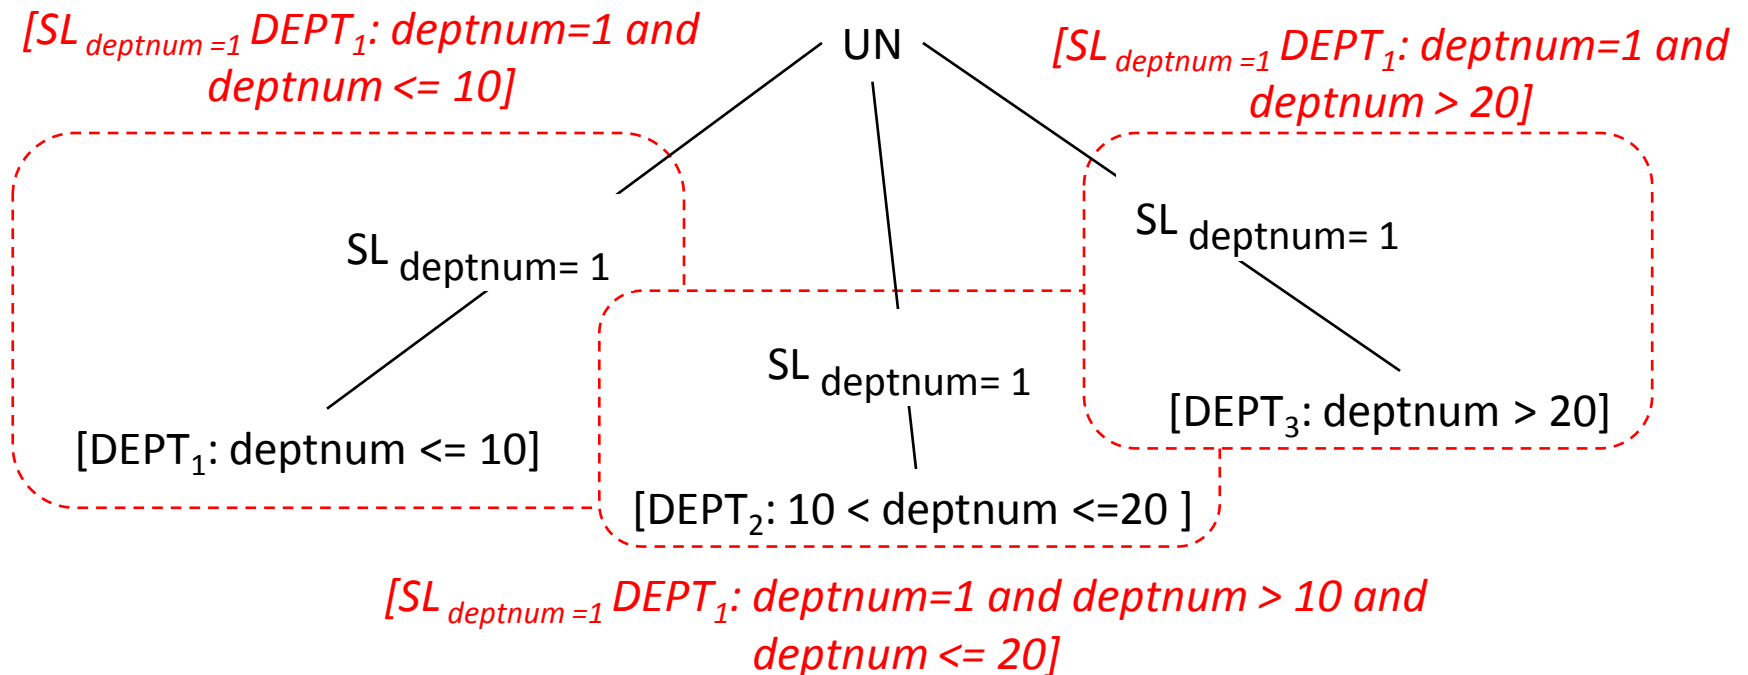 [SL deptnum =1 DEPT1: deptnum=1 and
deptnum <= 10]
UN
[SL deptnum =1 DEPT1: deptnum=1 and
deptnum > 20]
SL deptnum= 1
SL deptnum= 1
SL deptnum= 1
[DEPT1: deptnum <= 10]
[DEPT3: deptnum > 20]
[DEPT2: 10 < deptnum <=20 ]
[SL deptnum =1 DEPT1: deptnum=1 and deptnum > 10 and
deptnum <= 20]